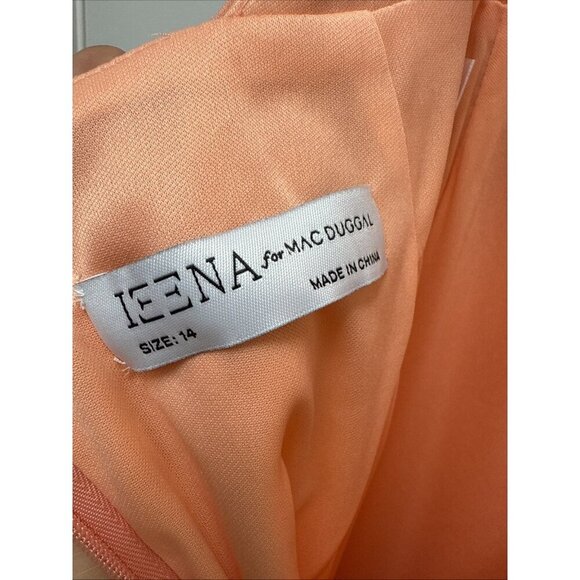 IEENA for MAC DUGGAL
SIZE: 14
MADE IN CHINA